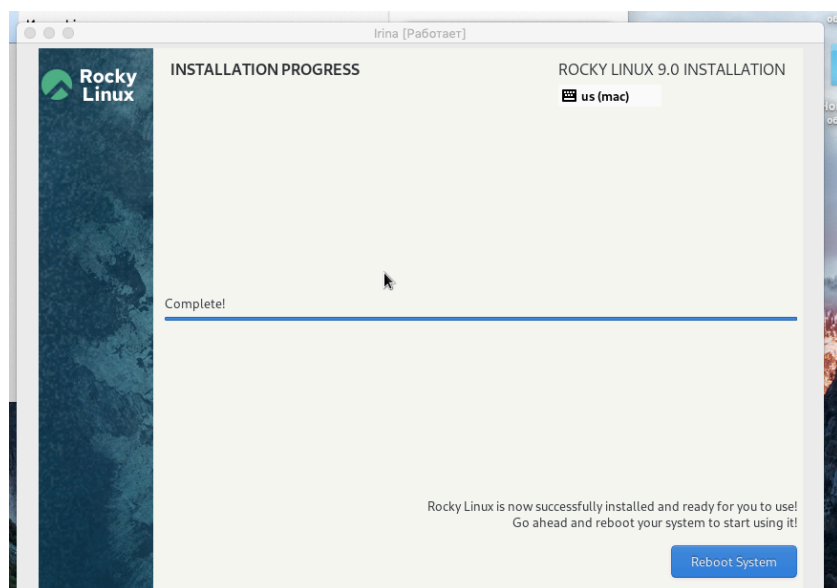 Irina [Работает]
Rocky
Linux
INSTALLATION PROGRESS
ROCKY LINUX 9.0 INSTALLATION
us (mac)
Complete!
Rocky Linux is now successfully installed and ready for you to use!
Go ahead and reboot your system to start using it!
Reboot System